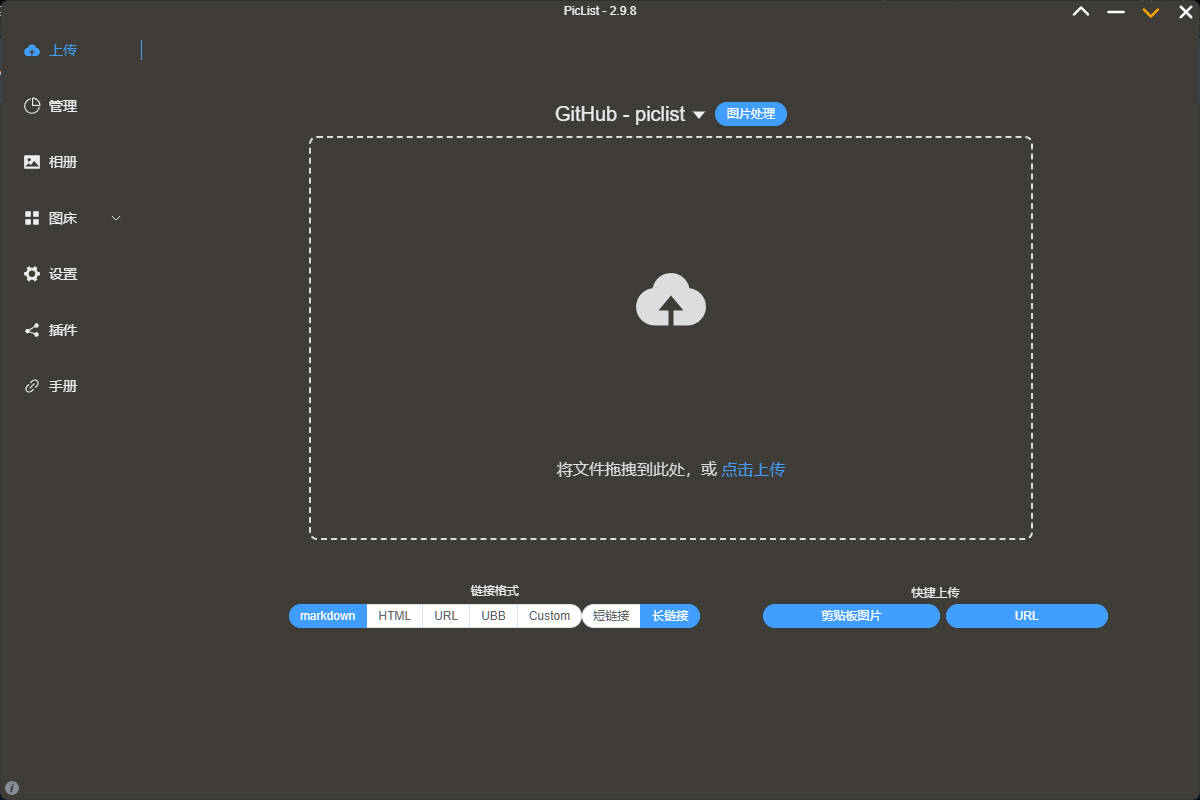 PicList - 2.9.8
上传
管理
相册
图床
设置
插件
手册
GitHub - piclist
图片处理
将文件拖拽到此处，或 点击上传
链接格式
markdown HTML URL UBB Custom 短链接 长链接
快捷上传
剪贴板图片 URL